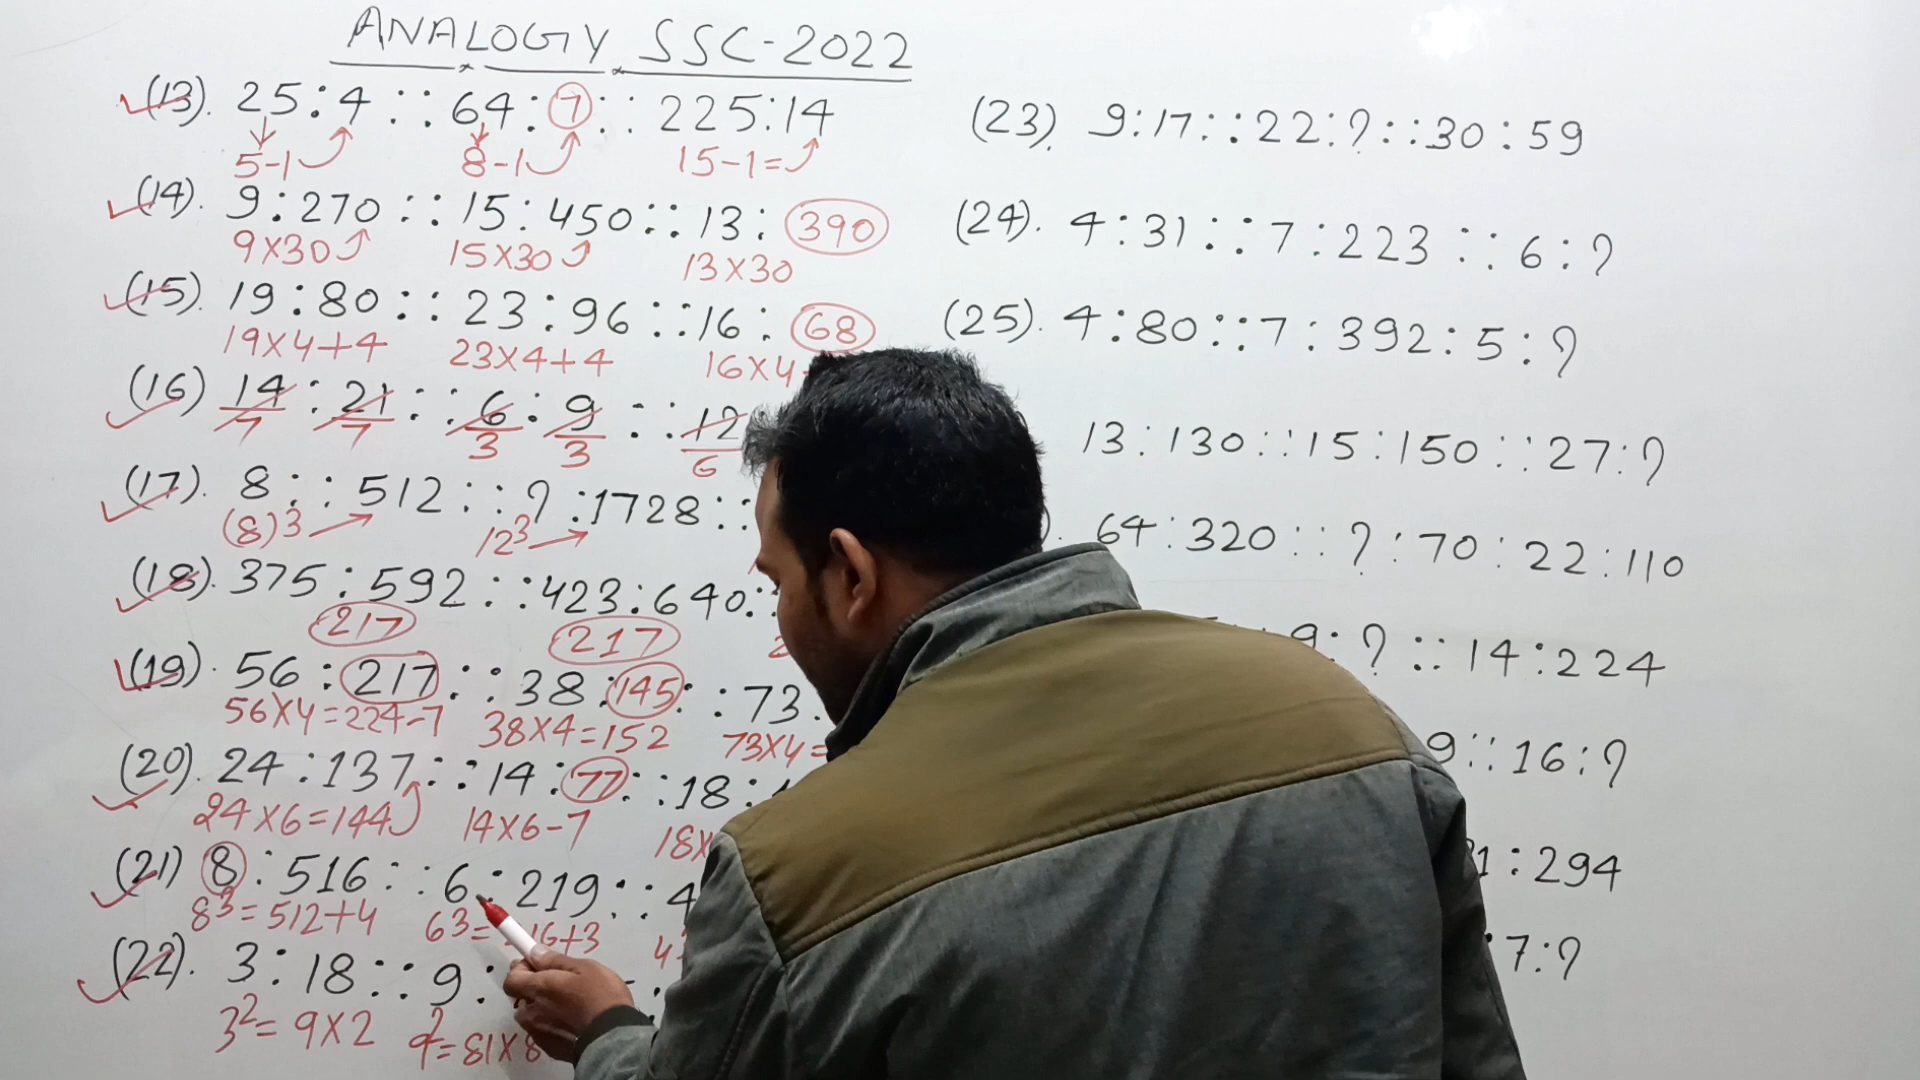 ANALOGY SSC-2022
(13). 25:4::64:7::225:14
5-1 8-1 15-1=
(14). 9:270::15:450::13:390
9X30 15X30 13X30
(15). 19:80::23:96::16:68
19X4+4 23X4+4 16X4
(16) 14:21::6:9::12
7 7 3 3 6
(17). 8::512::?:1728::
(8)3 12³
(18). 375:592::423:640:
217 217
(19). 56:217::38:145::73
56X4=224-7 38X4=152 73X4=
(20). 24:137::14:77::18:
24X6=144 14X6-7 18X
(21) 8:516::6:219::4
8³=512+4 6³= 16+3 4
(22). 3:18::9:
3²=9X2 9²=81X8
(23). 9:17::22:?::30:59
(24). 4:31::7:223::6:?
(25). 4:80::7:392:5:?
13:130::15:150::27:?
64:320::?:70:22:110
9:?::14:224
9::16:?
1:294
:7:?